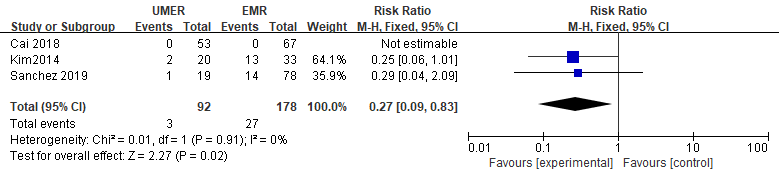 UMER EMR Risk Ratio Risk Ratio
Study or Subgroup Events Total Events Total Weight M-H, Fixed, 95% CI M-H, Fixed, 95% CI
Cai 2018 0 53 0 67 Not estimable
Kim2014 2 20 13 33 64.1% 0.25 [0.06, 1.01]
Sanchez 2019 1 19 14 78 35.9% 0.29 [0.04, 2.09]
Total (95% CI) 92 178 100.0% 0.27 [0.09, 0.83]
Total events 3 27
Heterogeneity: Chi² = 0.01, df = 1 (P = 0.91); I² = 0%
Test for overall effect: Z = 2.27 (P = 0.02)
0.01 0.1 1 10 100
Favours [experimental] Favours [control]